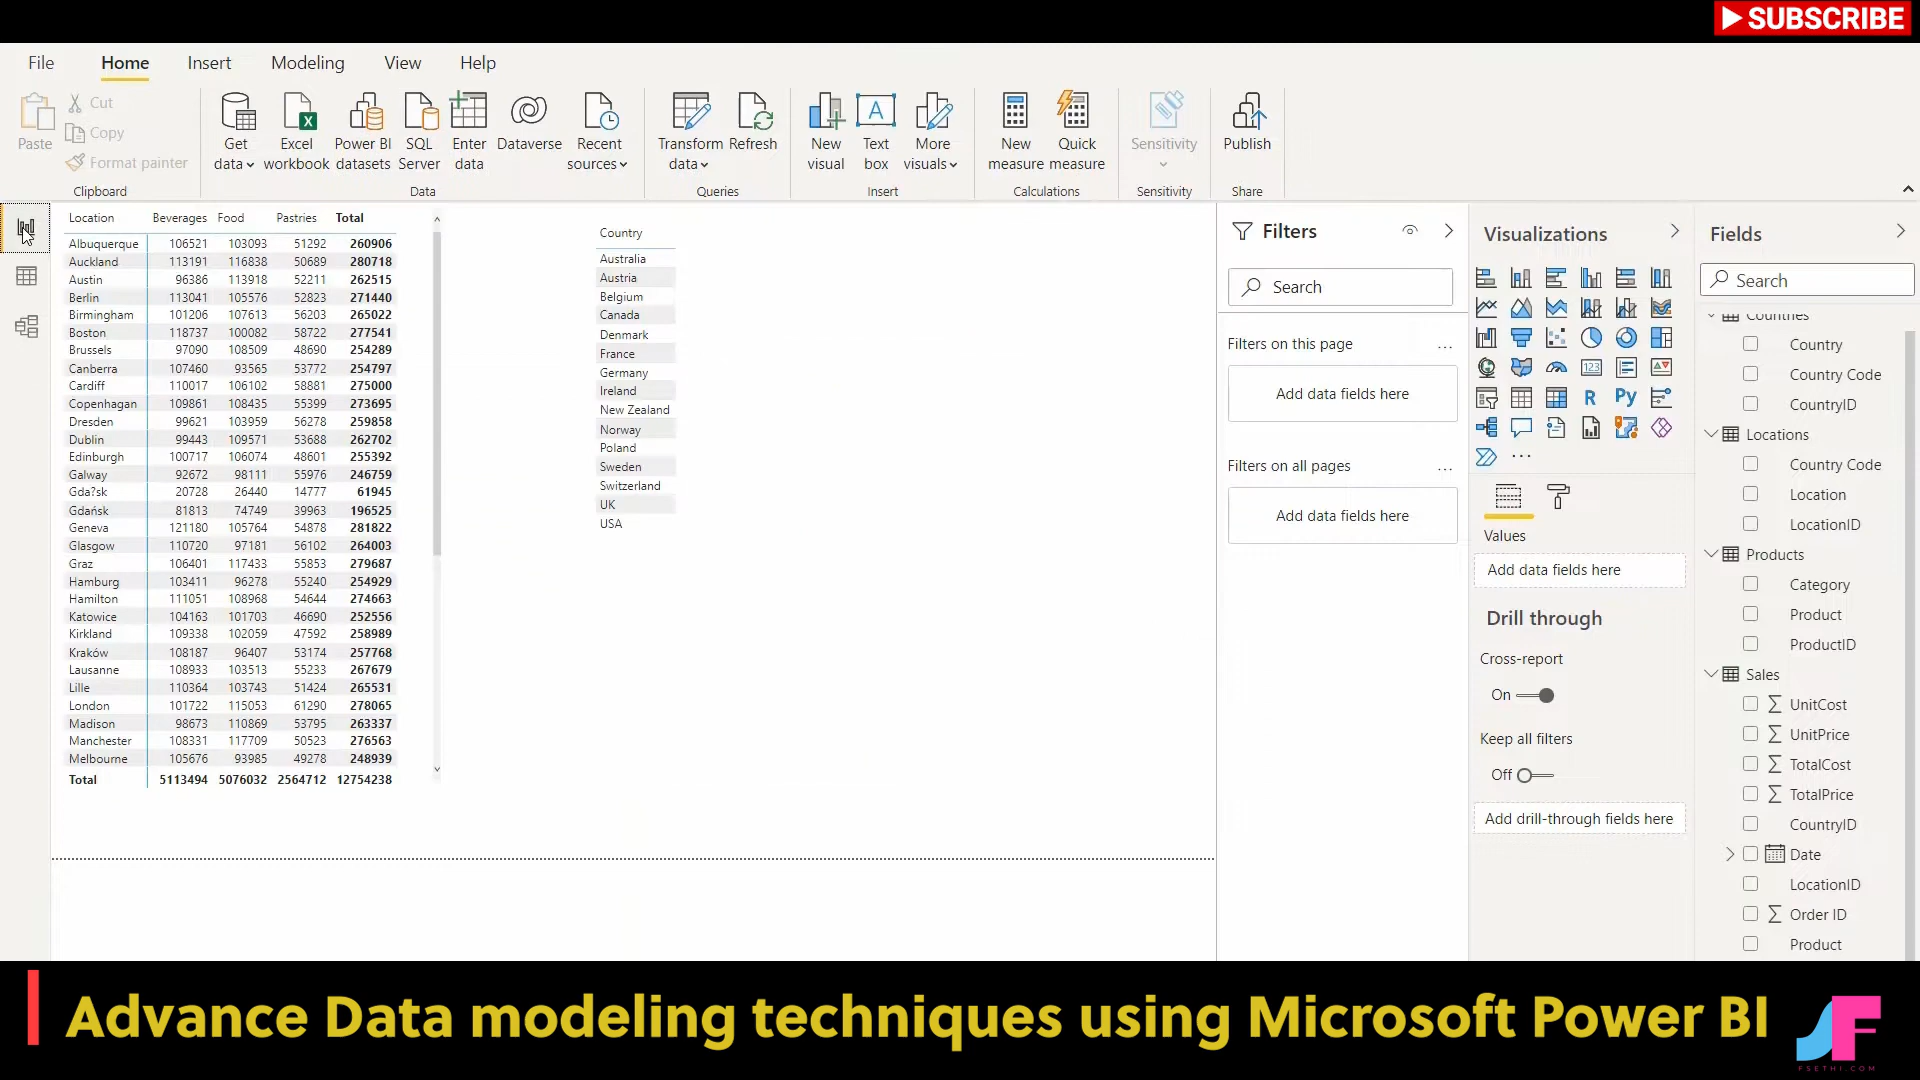 SUBSCRIBE
File Home Insert Modeling View Help
Paste
Cut
Copy
Format painter
Clipboard
Get data
Excel workbook
Power BI datasets
SQL Server
Enter data
Dataverse
Recent sources
Data
Transform data
Refresh
Queries
New visual
Text box
More visuals
Insert
New measure
Quick measure
Calculations
Sensitivity
Sensitivity
Publish
Share
Location Beverages Food Pastries Total
Albuquerque 106521 103093 51292 260906
Auckland 113191 116838 50689 280718
Austin 96386 113918 52211 262515
Berlin 113041 105576 52823 271440
Birmingham 101206 107613 56203 265022
Boston 118737 100082 58722 277541
Brussels 97090 108509 48690 254289
Canberra 107460 93565 53772 254797
Cardiff 110017 106102 58881 275000
Copenhagan 109861 108435 55399 273695
Dresden 99621 103959 56278 259858
Dublin 99443 109571 53688 262702
Edinburgh 100717 106074 48601 255392
Galway 92672 98111 55976 246759
Gda?sk 20728 26440 14777 61945
Gdańsk 81813 74749 39963 196525
Geneva 121180 105764 54878 281822
Glasgow 110720 97181 56102 264003
Graz 106401 117433 55853 279687
Hamburg 103411 96278 55240 254929
Hamilton 111051 108968 54644 274663
Katowice 104163 101703 46690 252556
Kirkland 109338 102059 47592 258989
Kraków 108187 96407 53174 257768
Lausanne 108933 103513 55233 267679
Lille 110364 103743 51424 265531
London 101722 115053 61290 278065
Madison 98673 110869 53795 263337
Manchester 108331 117709 50523 276563
Melbourne 105676 93985 49278 248939
Total 5113494 5076032 2564712 12754238
Country
Australia
Austria
Belgium
Canada
Denmark
France
Germany
Ireland
New Zealand
Norway
Poland
Sweden
Switzerland
UK
USA
Filters
Search
Filters on this page ...
Add data fields here
Filters on all pages ...
Add data fields here
Visualizations
123
R Py
...
Values
Add data fields here
Drill through
Cross-report
On
Keep all filters
Off
Add drill-through fields here
Fields
Search
Countries
Country
Country Code
CountryID
Locations
Country Code
Location
LocationID
Products
Category
Product
ProductID
Sales
∑ UnitCost
∑ UnitPrice
∑ TotalCost
∑ TotalPrice
CountryID
Date
LocationID
∑ Order ID
Product
Advance Data modeling techniques using Microsoft Power BI
SF
FSETHI.COM